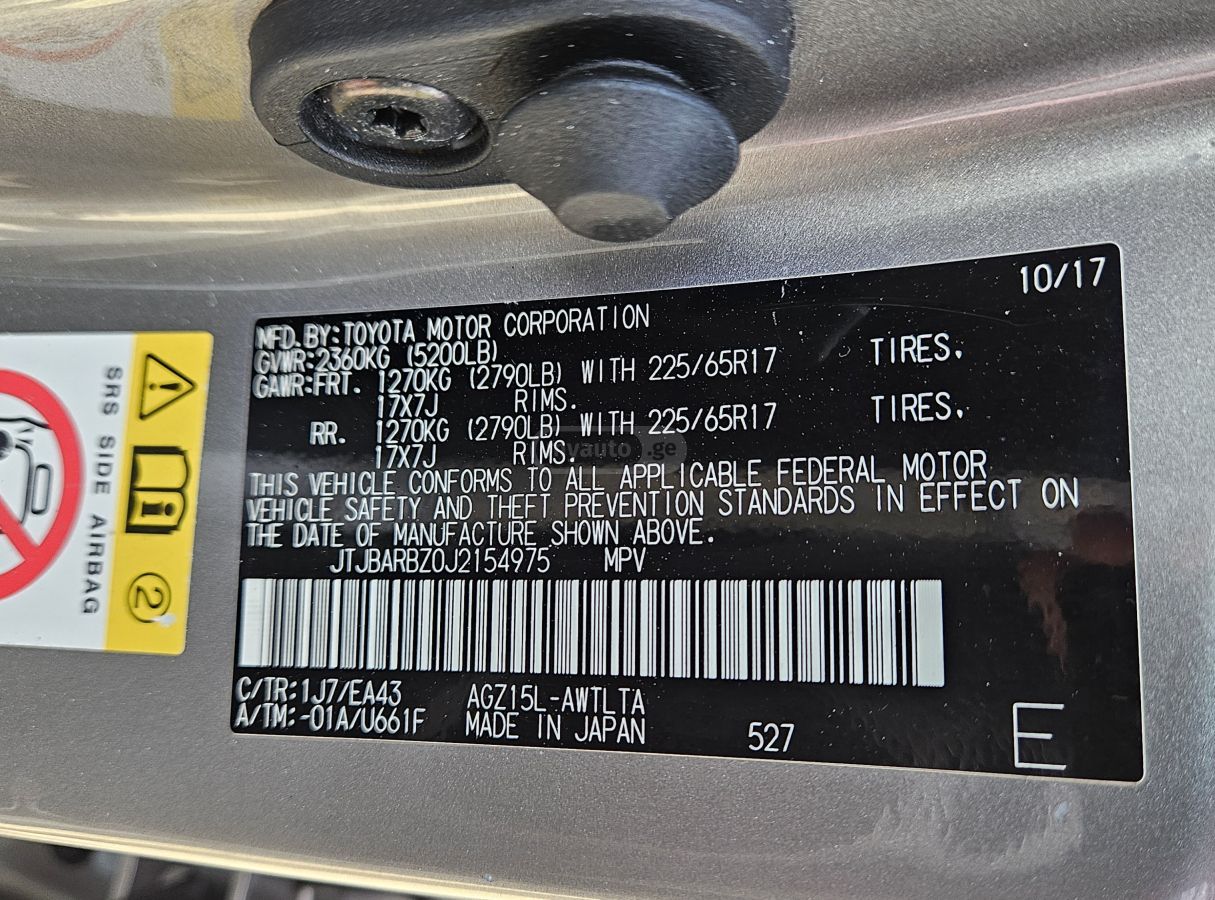 10/17
MFD.BY:TOYOTA MOTOR CORPORATION
GVWR:2360KG (5200LB)
GAWR:FRT. 1270KG (2790LB) WITH 225/65R17 TIRES.
17X7J RIMS.
RR. 1270KG (2790LB) WITH 225/65R17 TIRES.
17X7J RIMS.
THIS VEHICLE CONFORMS TO ALL APPLICABLE FEDERAL MOTOR
VEHICLE SAFETY AND THEFT PREVENTION STANDARDS IN EFFECT ON
THE DATE OF MANUFACTURE SHOWN ABOVE.
JTJBARBZ0J2154975 MPV
C/TR:1J7/EA43 AGZ15L-AWTLTA
A/TM:-01A/U661F MADE IN JAPAN 527 E
SRS SIDE AIRBAG
2